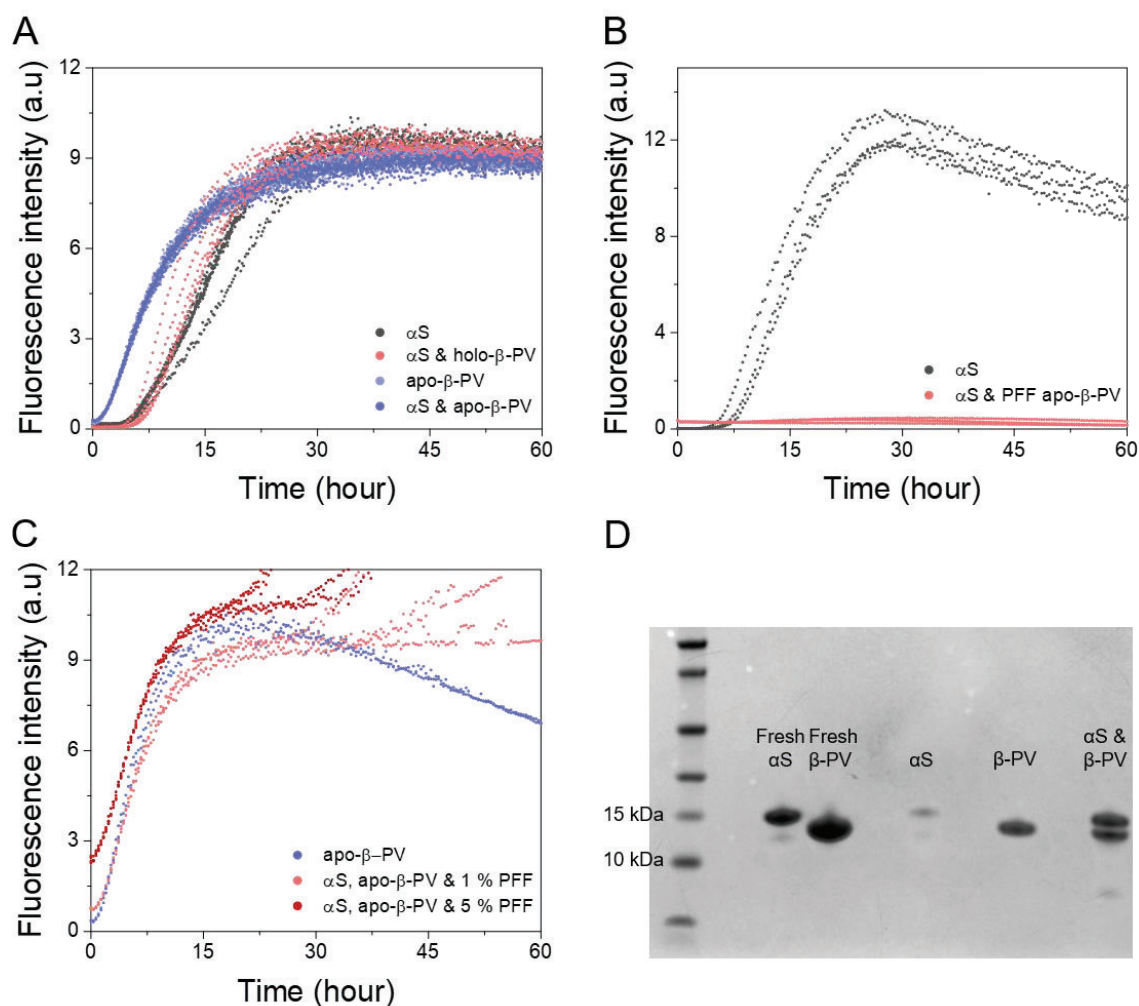 A
Fluorescence intensity (a.u)
12
9
6
3
0
αS
αS & holo-β-PV
apo-β-PV
αS & apo-β-PV
0 15 30 45 60
Time (hour)
B
Fluorescence intensity (a.u)
12
8
4
0
αS
αS & PFF apo-β-PV
0 15 30 45 60
Time (hour)
C
Fluorescence intensity (a.u)
12
9
6
3
0
apo-β–PV
αS, apo-β-PV & 1 % PFF
αS, apo-β-PV & 5 % PFF
0 15 30 45 60
Time (hour)
D
Fresh Fresh αS &
αS β-PV αS β-PV β-PV
15 kDa
10 kDa